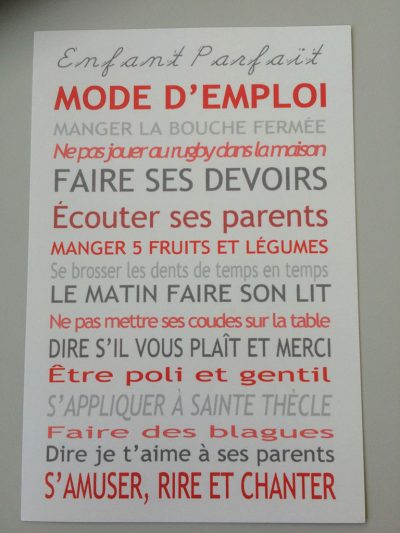 Enfant Parfait
MODE D'EMPLOI
MANGER LA BOUCHE FERMÉE
Ne pas jouer au rugby dans la maison
FAIRE SES DEVOIRS
Écouter ses parents
MANGER 5 FRUITS ET LÉGUMES
Se brosser les dents de temps en temps
LE MATIN FAIRE SON LIT
Ne pas mettre ses coudes sur la table
DIRE S'IL VOUS PLAÎT ET MERCI
Être poli et gentil
S'APPLIQUER À SAINTE THÈCLE
Faire des blagues
Dire je t'aime à ses parents
S'AMUSER, RIRE ET CHANTER